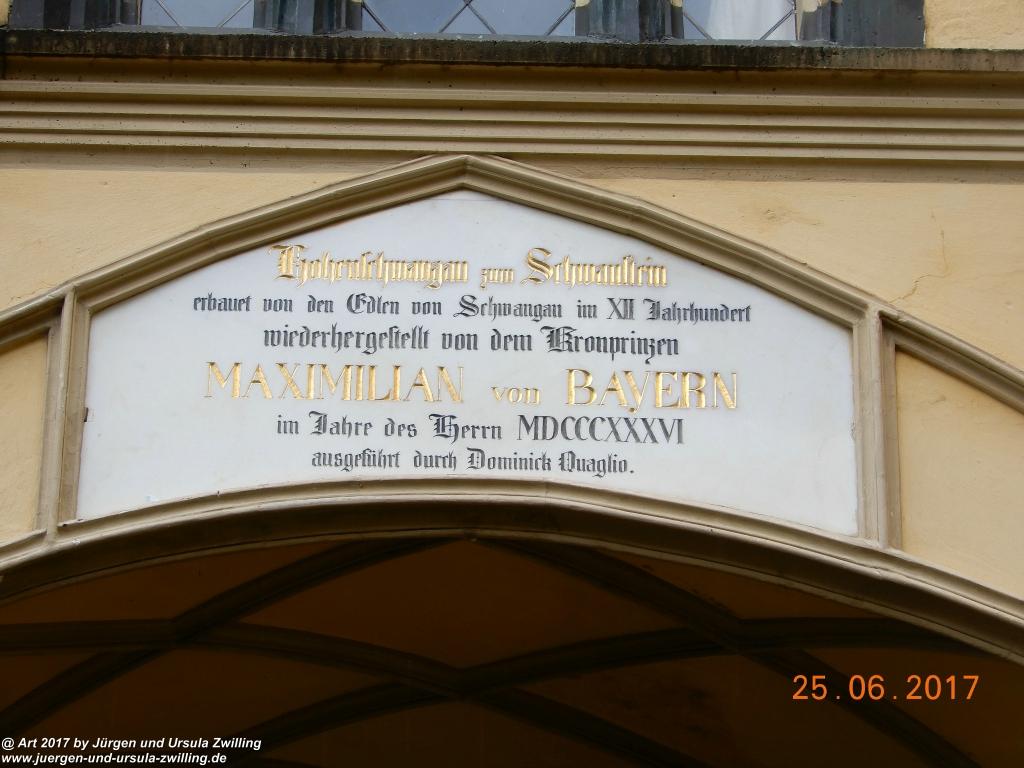 Hohenschwangau zum Schwanstein
erbauet von den Edlen von Schwangau im XII Jahrhundert
wiederhergestellt von dem Kronprinzen
MAXIMILIAN von BAYERN
im Jahre des Herrn MDCCCXXXVI
ausgeführt durch Dominick Quaglio.
25.06.2017
@ Art 2017 by Jürgen und Ursula Zwilling
www.juergen-und-ursula-zwilling.de